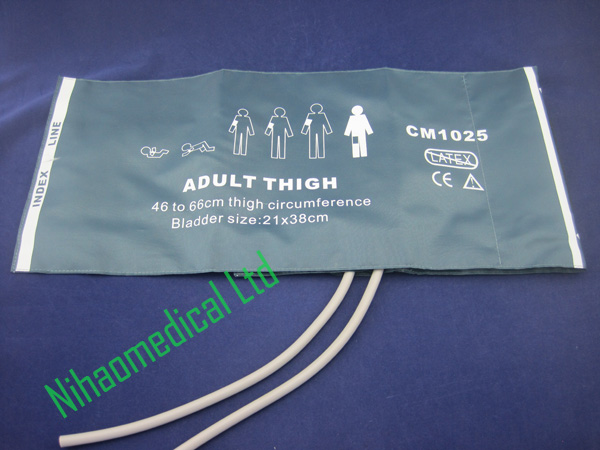 INDEX LINE
CM1025
LATEX
CE
ADULT THIGH
46 to 66cm thigh circumference
Bladder size:21x38cm
Nihaomedical Ltd